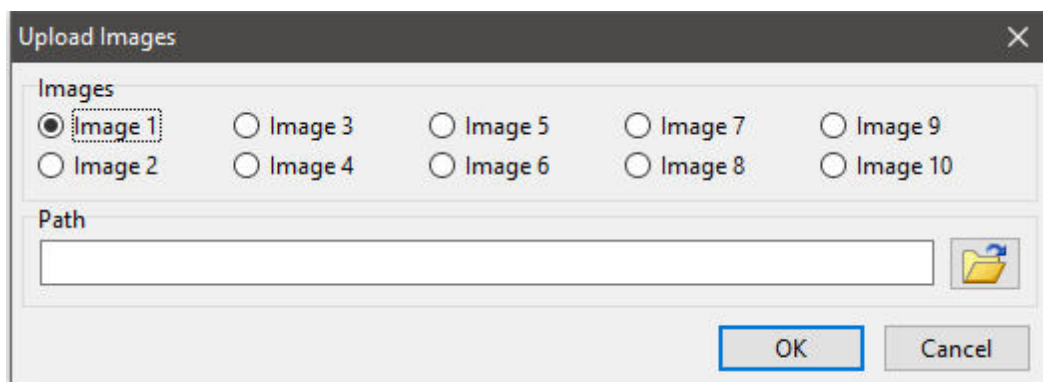 Upload Images
Images
Image 1 Image 3 Image 5 Image 7 Image 9
Image 2 Image 4 Image 6 Image 8 Image 10
Path
OK Cancel